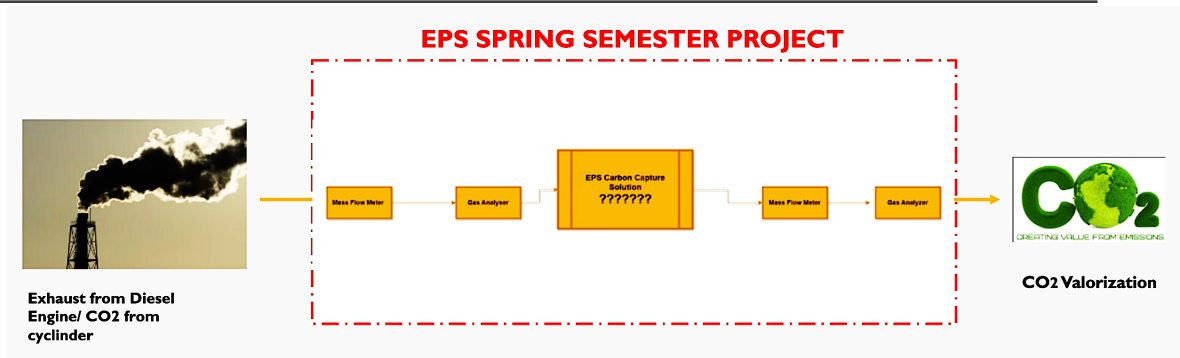 EPS SPRING SEMESTER PROJECT
Mass Flow Meter
Gas Analyser
EPS Carbon Capture
Solution
???????
Mass Flow Meter
Gas Analyzer
CO2
CREATING VALUE FROM EMISSIONS
Exhaust from Diesel
Engine/ CO2 from
cyclinder
CO2 Valorization